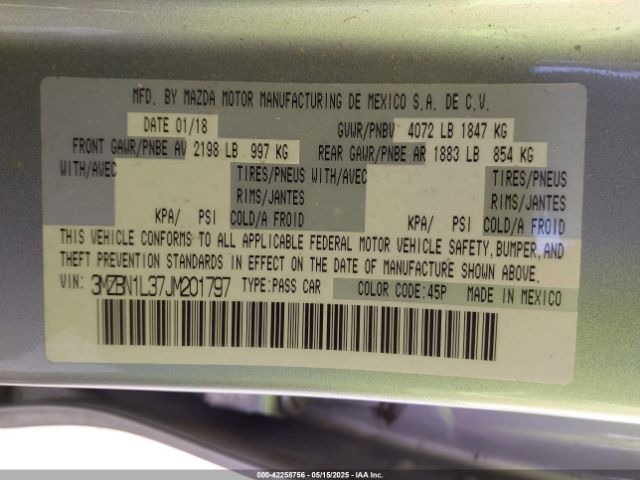 MFD. BY MAZDA MOTOR MANUFACTURING DE MEXICO S.A. DE C.V.
DATE 01/18 GVWR/PNBV 4072 LB 1847 KG
FRONT GAWR/PNBE AV 2198 LB 997 KG REAR GAWR/PNBE AR 1883 LB 854 KG
WITH/AVEC TIRES/PNEUS WITH/AVEC TIRES/PNEUS
RIMS/JANTES RIMS/JANTES
KPA/ PSI COLD/A FROID KPA/ PSI COLD/A FROID
THIS VEHICLE CONFORMS TO ALL APPLICABLE FEDERAL MOTOR VEHICLE SAFETY, BUMPER, AND
THEFT PREVENTION STANDARDS IN EFFECT ON THE DATE OF MANUFACTURE SHOWN ABOVE.
VIN: 3MZBN1L37JM201797 TYPE:PASS CAR COLOR CODE:45P MADE IN MEXICO
000-42258756 - 05/15/2025 - IAA Inc.